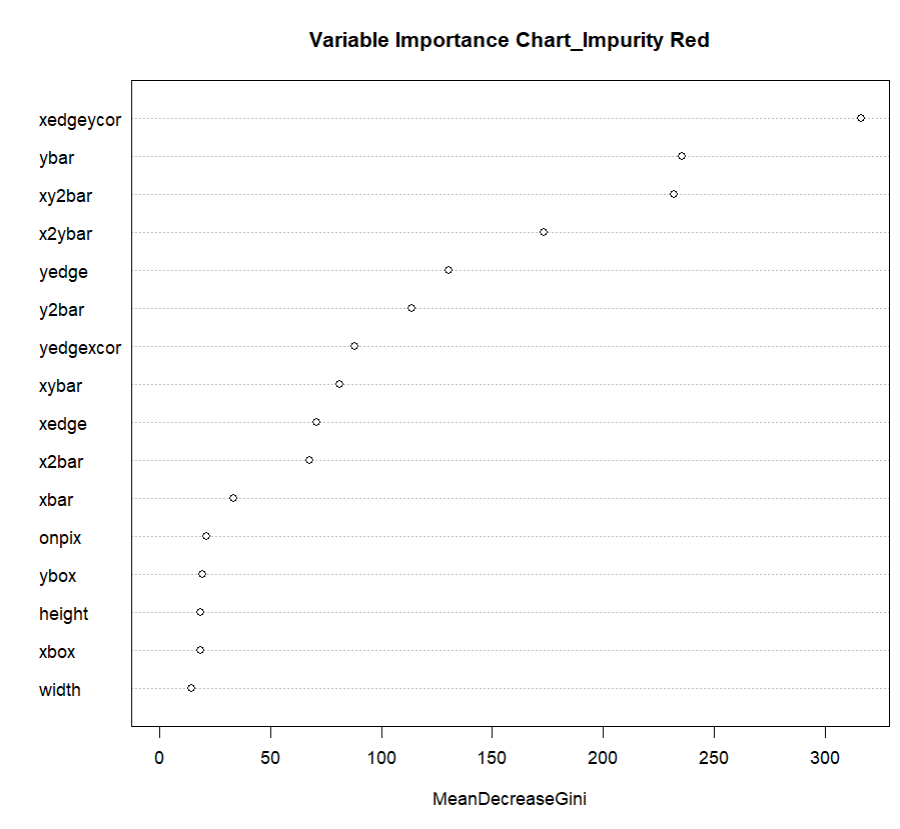 Variable Importance Chart_Impurity Red
xedgeycor
ybar
xy2bar
x2ybar
yedge
y2bar
yedgexcor
xybar
xedge
x2bar
xbar
onpix
ybox
height
xbox
width
0 50 100 150 200 250 300
MeanDecreaseGini